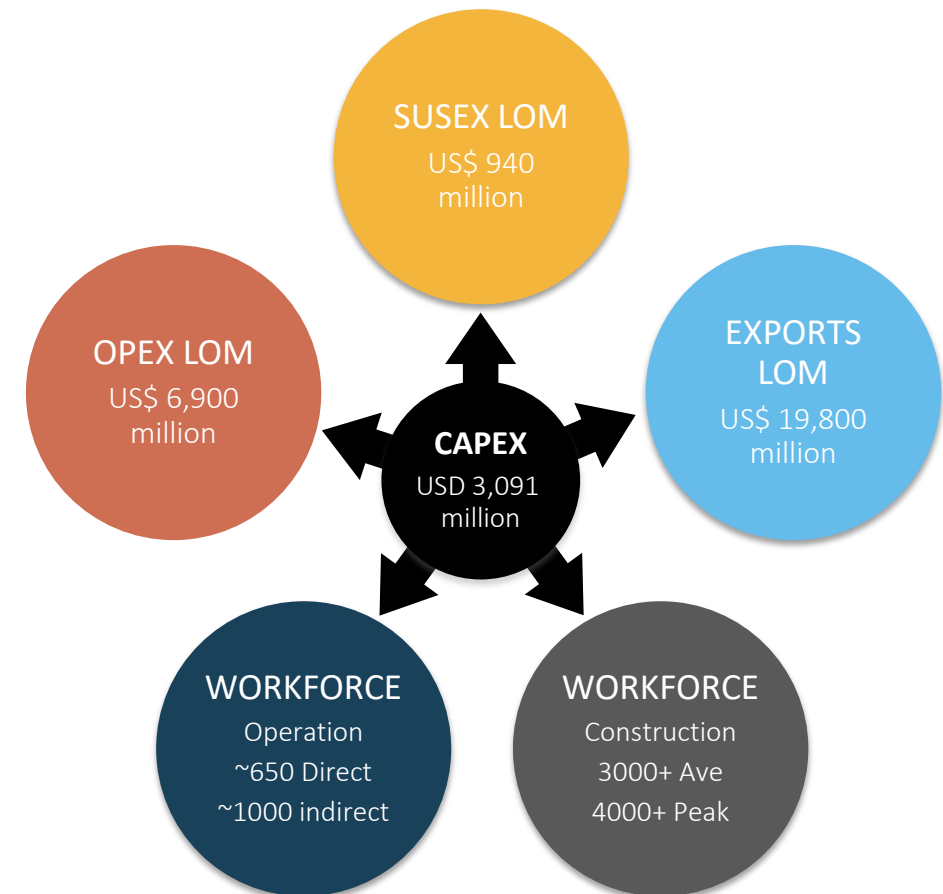 SUSEX LOM
US$ 940
million
OPEX LOM
US$ 6,900
million
EXPORTS
LOM
US$ 19,800
million
CAPEX
USD 3,091
million
WORKFORCE
Operation
~650 Direct
~1000 indirect
WORKFORCE
Construction
3000+ Ave
4000+ Peak